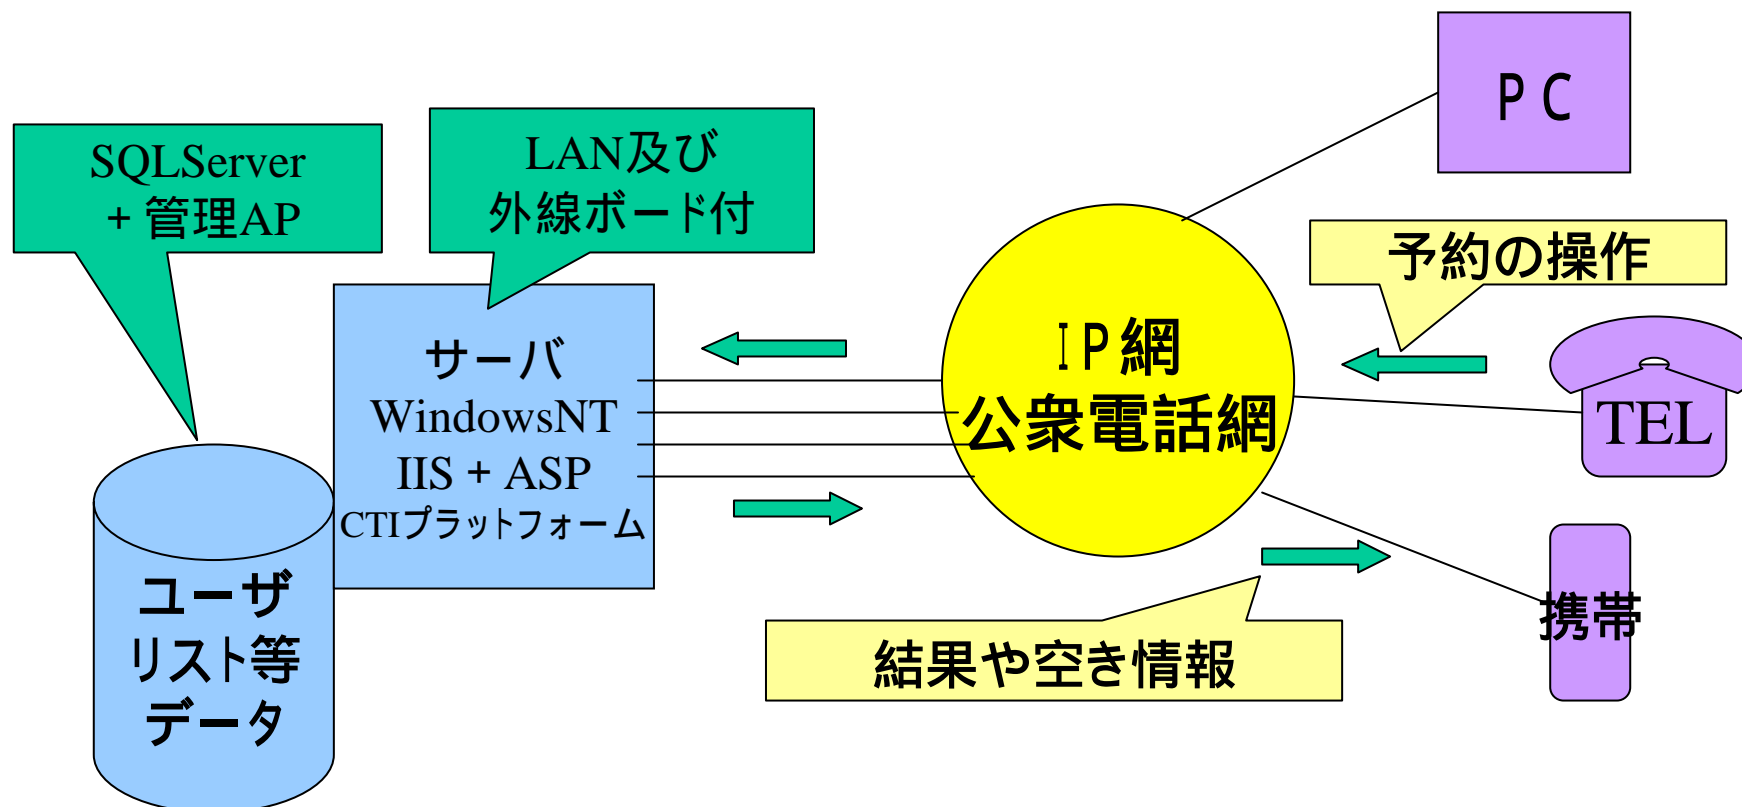 SQLServer
+ 管理AP
LAN及び
外線ボード付
サーバ
WindowsNT
IIS + ASP
CTIプラットフォーム
ユーザ
リスト等
データ
IP網
公衆電話網
PC
予約の操作
TEL
携帯
結果や空き情報